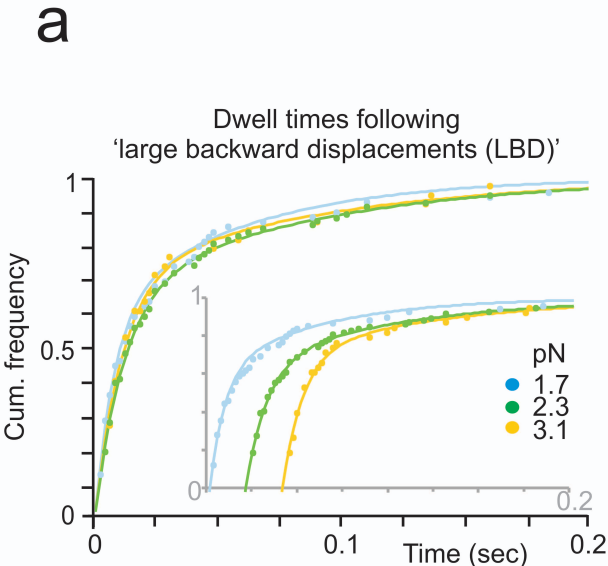 a
Dwell times following
‘large backward displacements (LBD)’
1
0.5
0
Cum. frequency
1
0
0.2
pN
1.7
2.3
3.1
0
0.1
0.2
Time (sec)